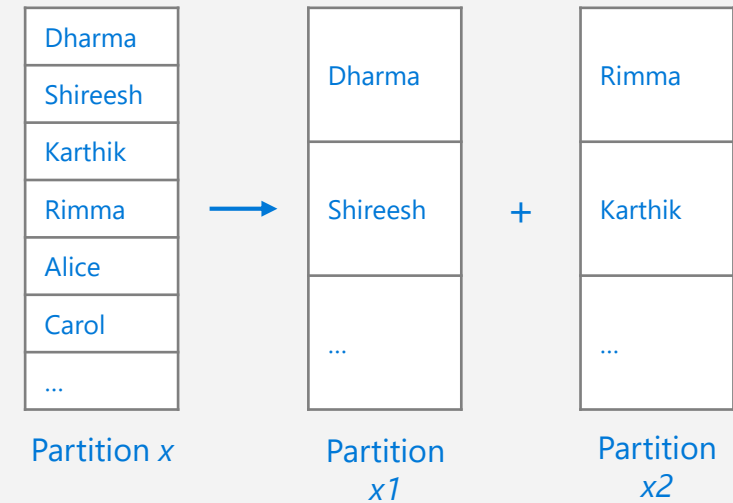 Dharma
Shireesh
Karthik
Rimma
Alice
Carol
...
Partition x
Dharma
Shireesh
...
Partition
x1
+
Rimma
Karthik
...
Partition
x2